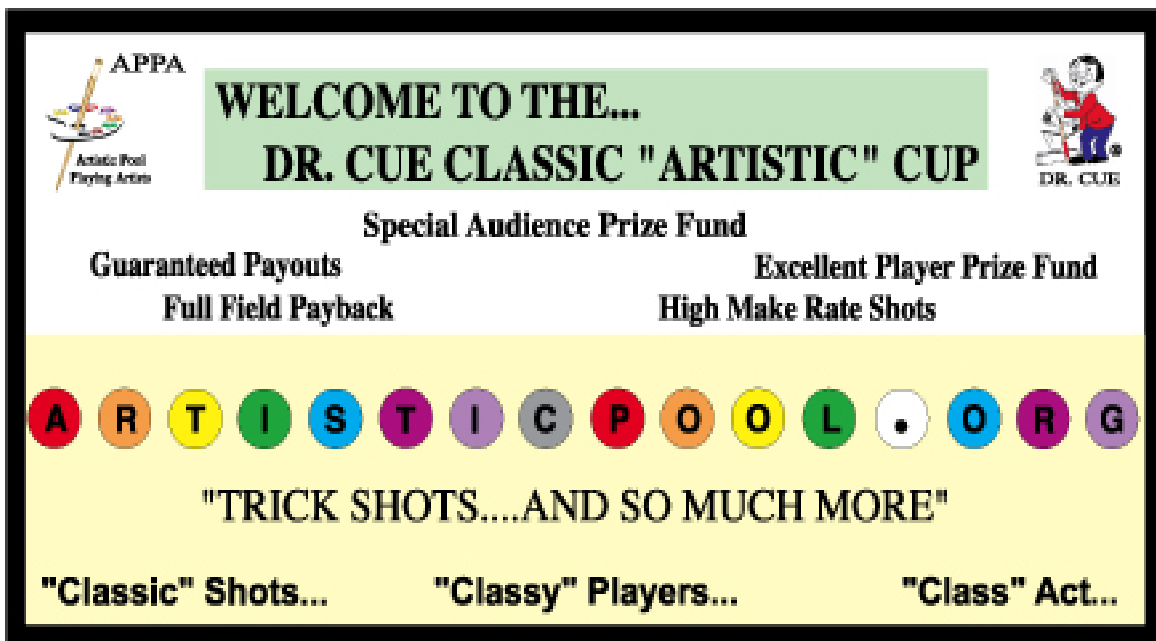 APPA
Artistic Pool
Playing Artists
WELCOME TO THE...
DR. CUE CLASSIC "ARTISTIC" CUP
®
DR. CUE
Special Audience Prize Fund
Guaranteed Payouts
Excellent Player Prize Fund
Full Field Payback
High Make Rate Shots
ARTISTICPOOL.ORG
"TRICK SHOTS....AND SO MUCH MORE"
"Classic" Shots... "Classy" Players... "Class" Act...